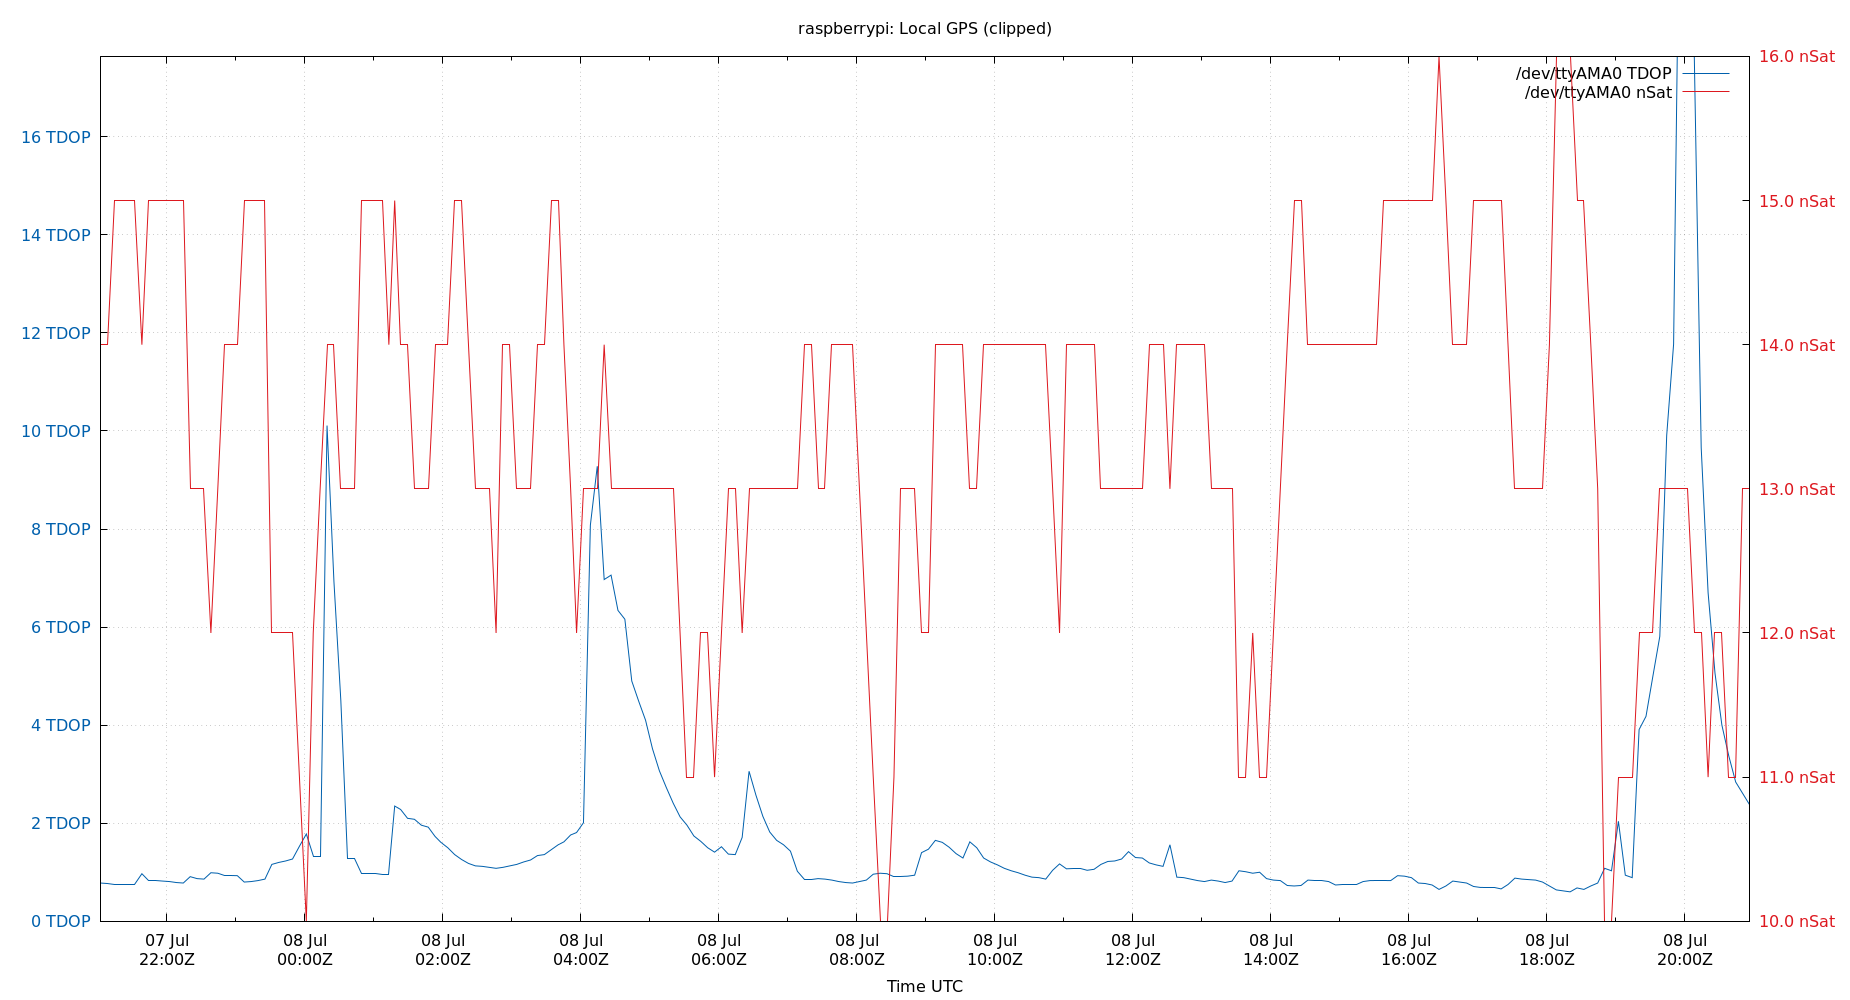 raspberrypi: Local GPS (clipped)
16.0 nSat
/dev/ttyAMA0 TDOP
/dev/ttyAMA0 nSat
16 TDOP
15.0 nSat
14 TDOP
12 TDOP
14.0 nSat
10 TDOP
13.0 nSat
8 TDOP
6 TDOP
12.0 nSat
4 TDOP
11.0 nSat
2 TDOP
0 TDOP
10.0 nSat
07 Jul 08 Jul 08 Jul 08 Jul 08 Jul 08 Jul 08 Jul 08 Jul 08 Jul 08 Jul 08 Jul 08 Jul
22:00Z 00:00Z 02:00Z 04:00Z 06:00Z 08:00Z 10:00Z 12:00Z 14:00Z 16:00Z 18:00Z 20:00Z
Time UTC